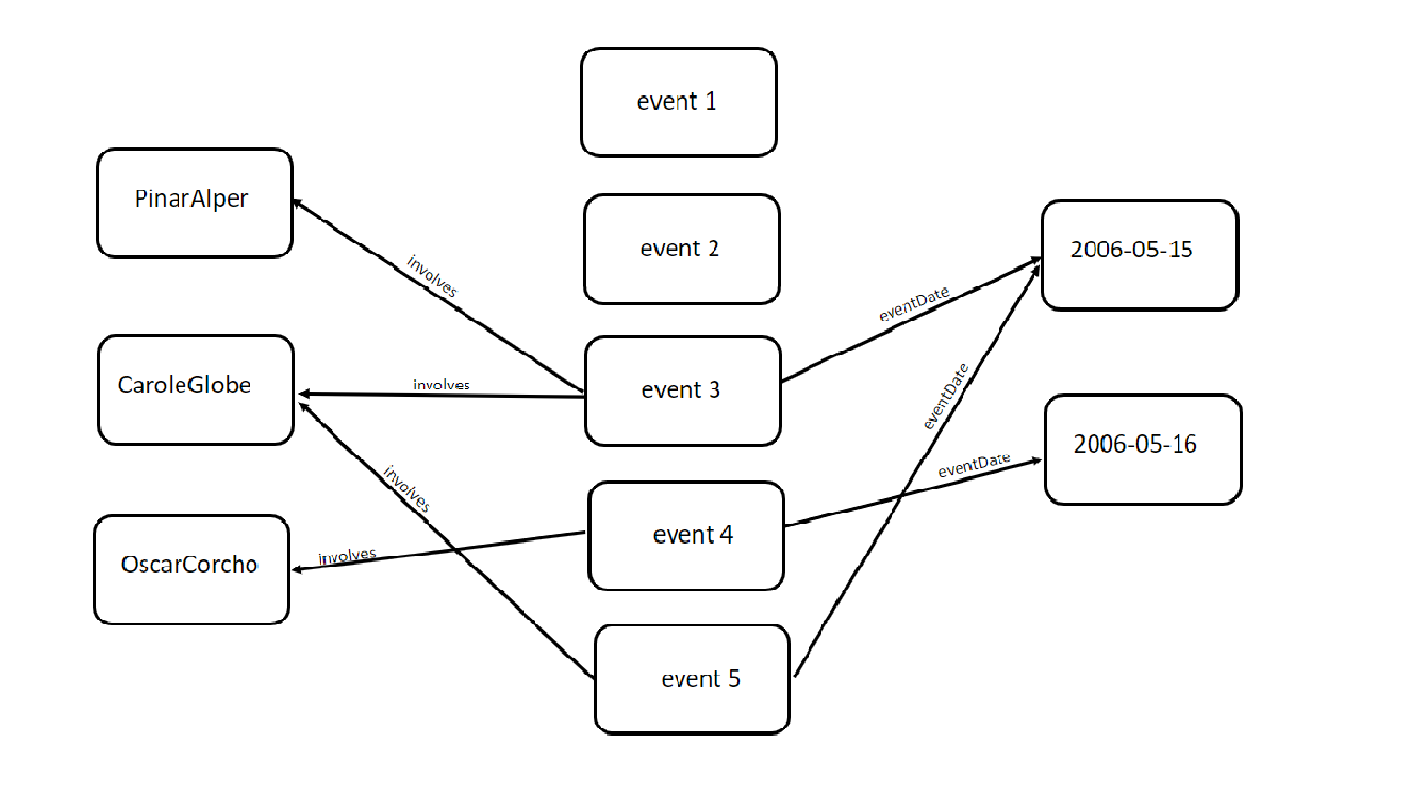 event 1
PinarAlper
event 2
2006-05-15
involves
eventDate
CaroleGlobe
involves
event 3
eventDate
2006-05-16
involves
eventDate
OscarCorcho
involves
event 4
event 5